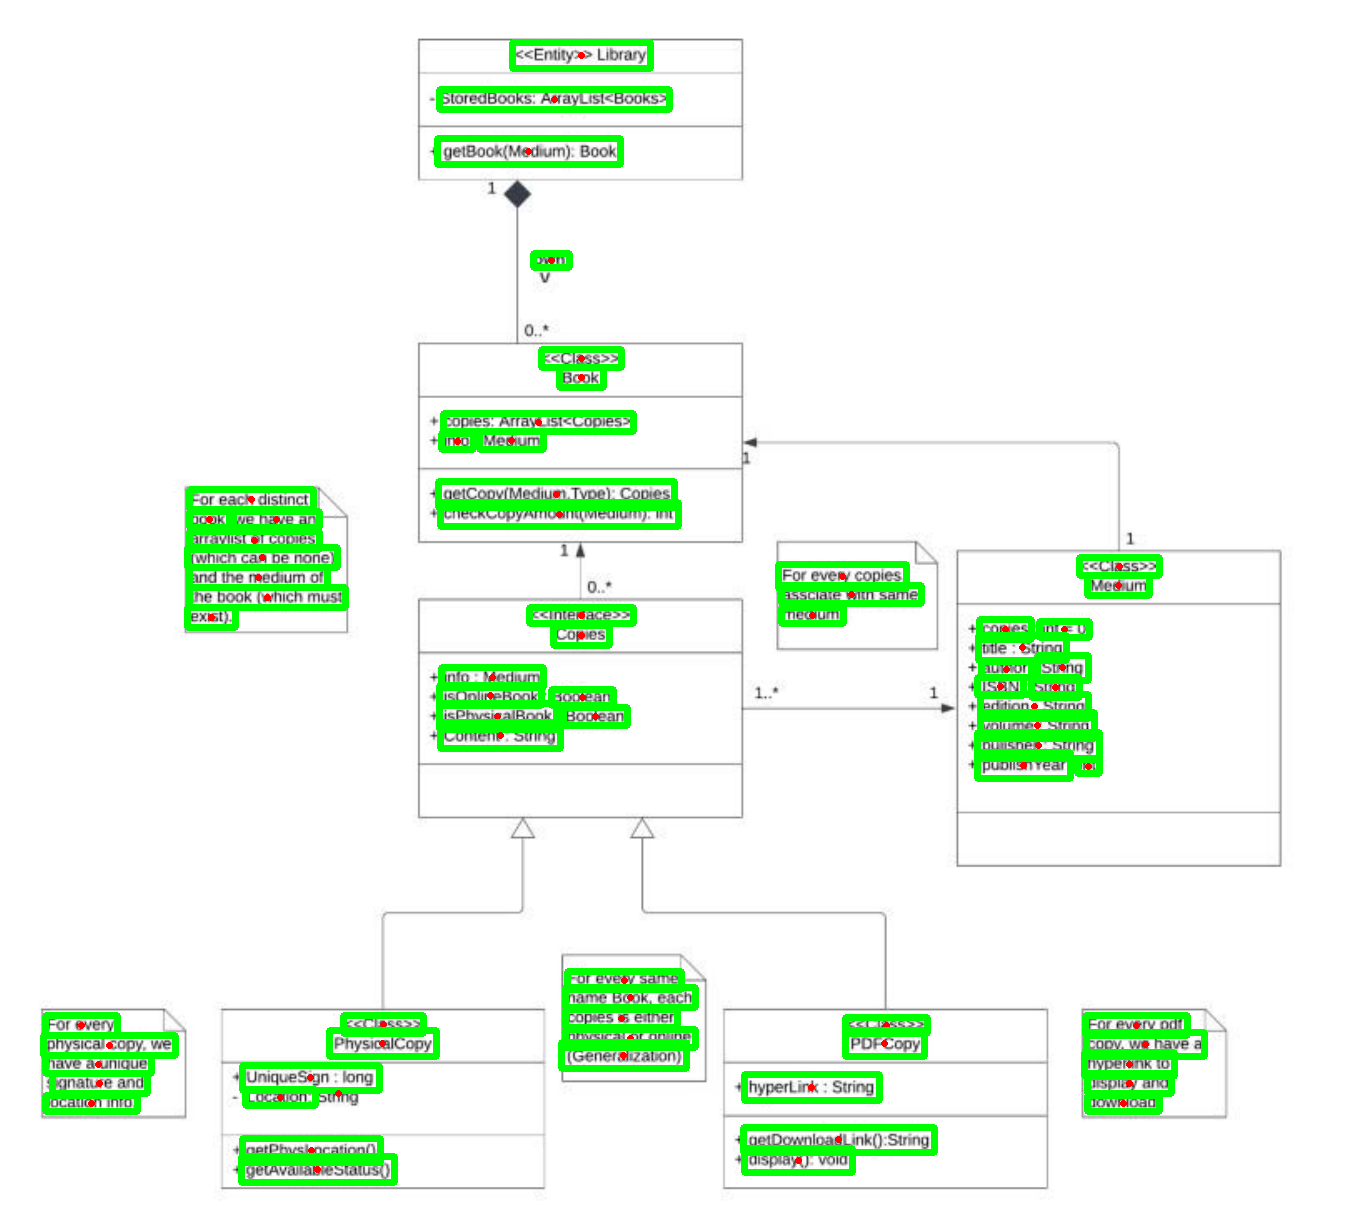 <<Entity>> Library
- StoredBooks: ArrayList<Books>
+ getBook(Medium): Book
1
own
V
0..*
<<Class>>
Book
+ copies: ArrayList<Copies>
+ info : Medium
+ getCopy(Medium,Type): Copies
+ checkCopyAmount(Medium): Int
1
For each distinct
book, we have an
arraylist of copies
(which can be none)
and the medium of
the book (which must
exist).
1
0..*
<<Interface>>
Copies
+ info : Medium
+ isOnlineBook : Boolean
+ isPhysicalBook : Boolean
+ Content : String
For every copies
assciate with same
medium
1..*
1
1
<<Class>>
Medium
+ copies : int = 0
+ title : String
+ author : String
+ ISBN : String
+ edition : String
+ volume : String
+ pulisher : String
+ publishYear
For every
physical copy, we
have a unique
signature and
location info
<<Class>>
PhysicalCopy
+ UniqueSign : long
- Location: String
+ getPhysLocation()
+ getAvailableStatus()
For every same
name Book, each
copies is either
physical or online
(Generalization)
<<Class>>
PDFCopy
+ hyperLink : String
+ getDownloadLink():String
+ display(): void
For every pdf
copy, we have a
hyperlink to
display and
download